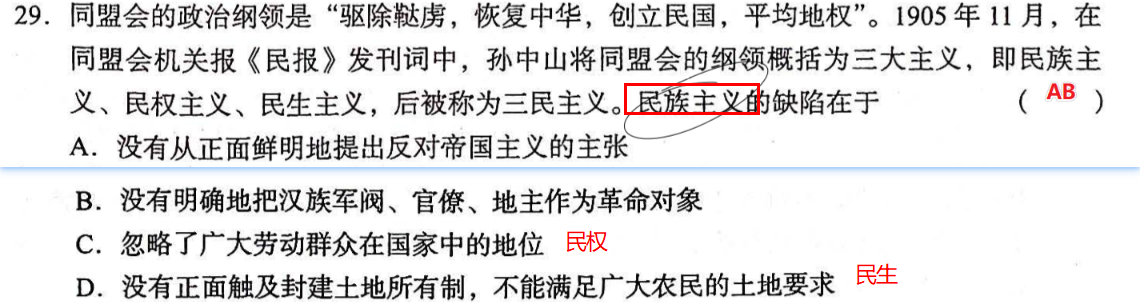 29．同盟会的政治纲领是“驱除鞑虏，恢复中华，创立民国，平均地权”。1905年11月，在
同盟会机关报《民报》发刊词中，孙中山将同盟会的纲领概括为三大主义，即民族主
义、民权主义、民生主义，后被称为三民主义。民族主义的缺陷在于（ AB ）
A．没有从正面鲜明地提出反对帝国主义的主张
B．没有明确地把汉族军阀、官僚、地主作为革命对象
C．忽略了广大劳动群众在国家中的地位 民权
D．没有正面触及封建土地所有制，不能满足广大农民的土地要求 民生